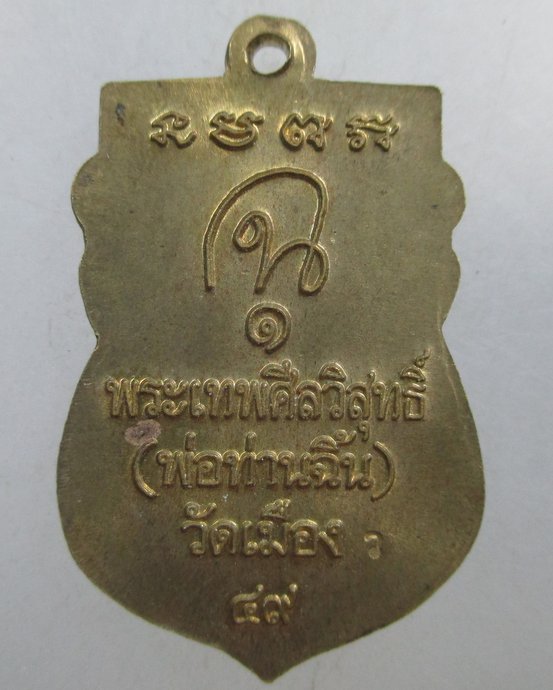 ๑
พระเทพศีลวิสุทธิ์
(พ่อท่านฉิ้น)
วัดเมือง ว
๔๙